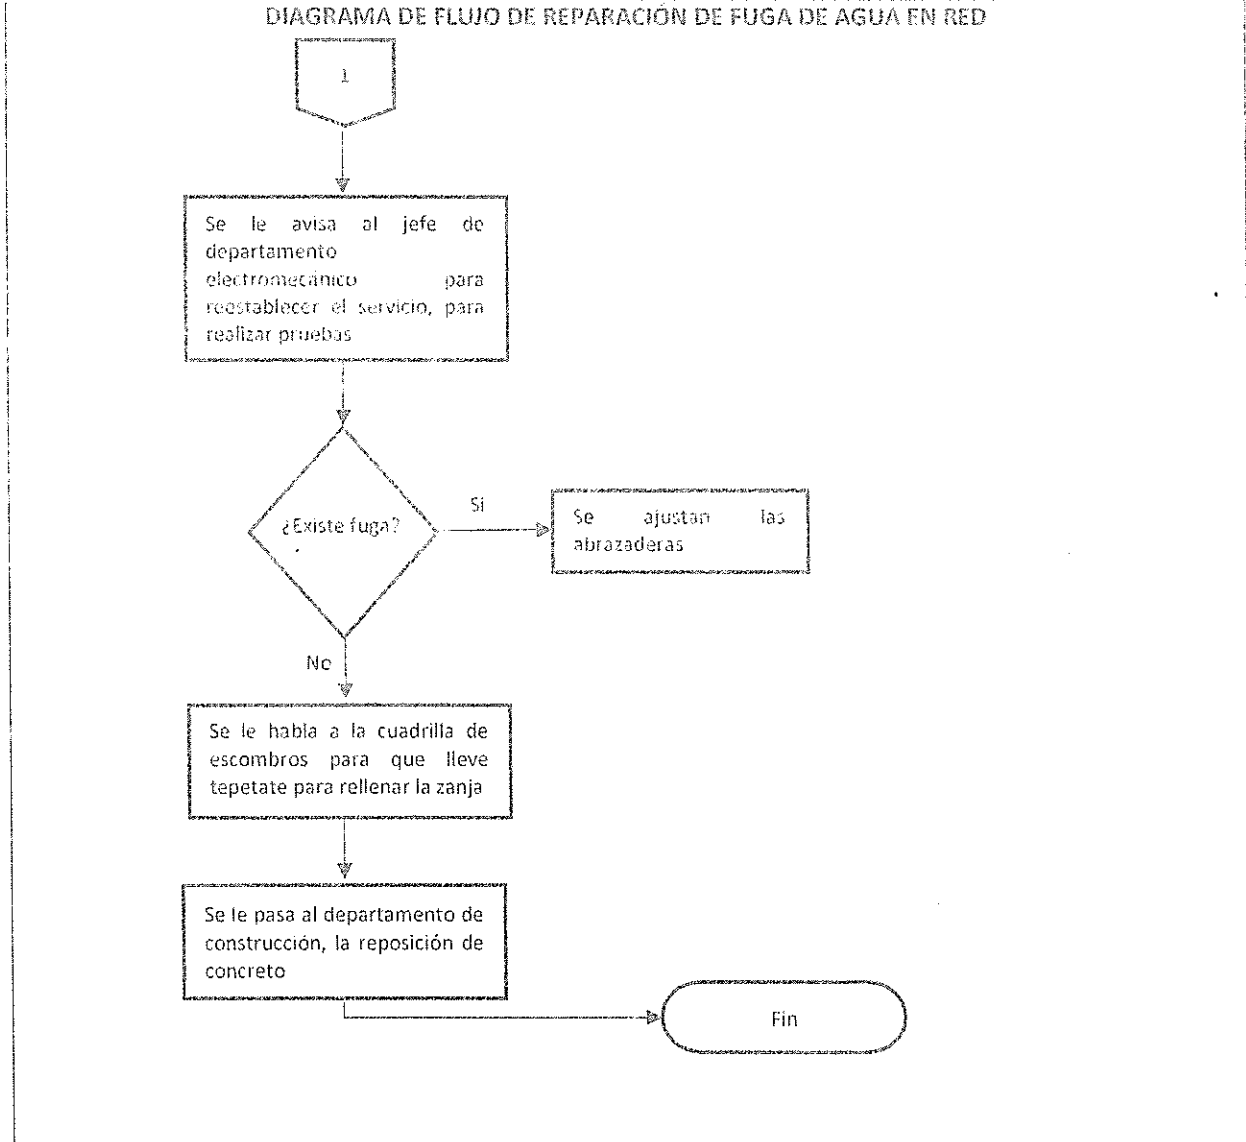 DIAGRAMA DE FLUJO DE REPARACIÓN DE FUGA DE AGUA EN RED
1
Se le avisa al jefe de
departamento
electromecánico para
reestablecer el servicio, para
realizar pruebas
¿Existe fuga?
Si
Se ajustan las
abrazaderas
No
Se le habla a la cuadrilla de
escombros para que lleve
tepetate para rellenar la zanja
Se le pasa al departamento de
construcción, la reposición de
concreto
Fin